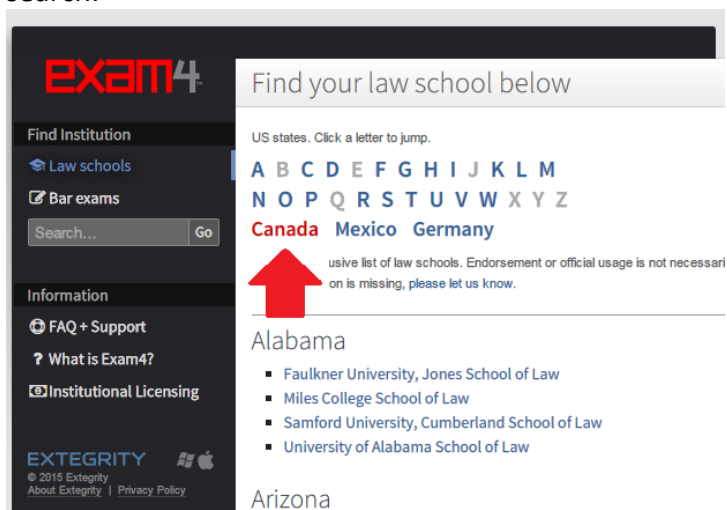 exam4
Find Institution
Law schools
Bar exams
Search... Go
Information
FAQ + Support
? What is Exam4?
Institutional Licensing
EXTEGRITY
© 2015 Extegrity
About Extegrity | Privacy Policy
Find your law school below
US states. Click a letter to jump.
A B C D E F G H I J K L M
N O P Q R S T U V W X Y Z
Canada Mexico Germany
usive list of law schools. Endorsement or official usage is not necessari
on is missing, please let us know.
Alabama
Faulkner University, Jones School of Law
Miles College School of Law
Samford University, Cumberland School of Law
University of Alabama School of Law
Arizona